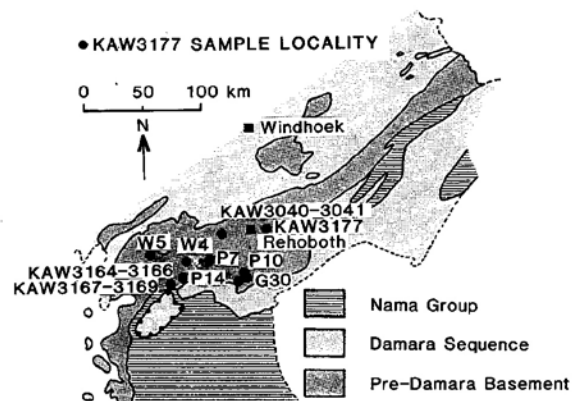 KAW3177 SAMPLE LOCALITY
0 50 100 km
N
Windhoek
KAW3040-3041
KAW3177
Rehoboth
W5
W4
P7
P10
KAW3164-3166
P14
G30
KAW3167-3169
Nama Group
Damara Sequence
Pre-Damara Basement